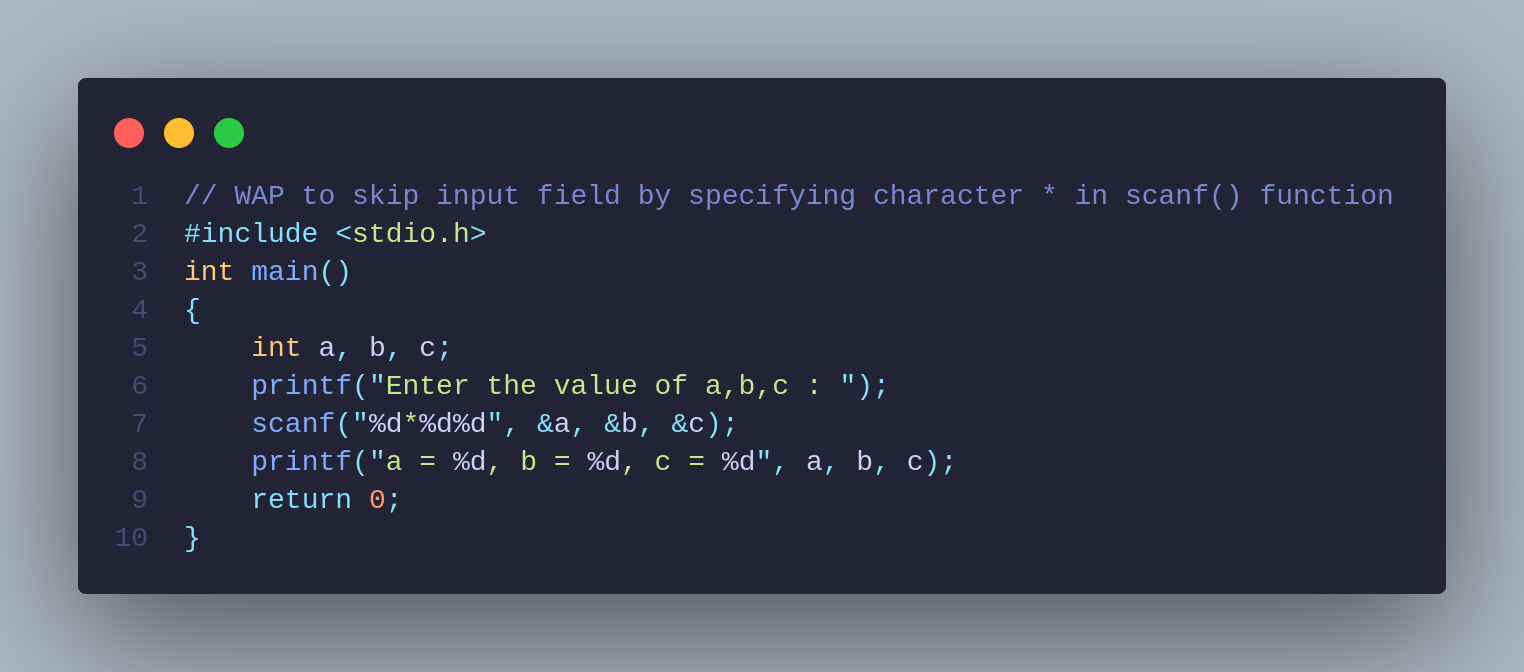 1 // WAP to skip input field by specifying character * in scanf() function
2 #include <stdio.h>
3 int main()
4 {
5     int a, b, c;
6     printf("Enter the value of a,b,c : ");
7     scanf("%d*%d%d", &a, &b, &c);
8     printf("a = %d, b = %d, c = %d", a, b, c);
9     return 0;
10 }